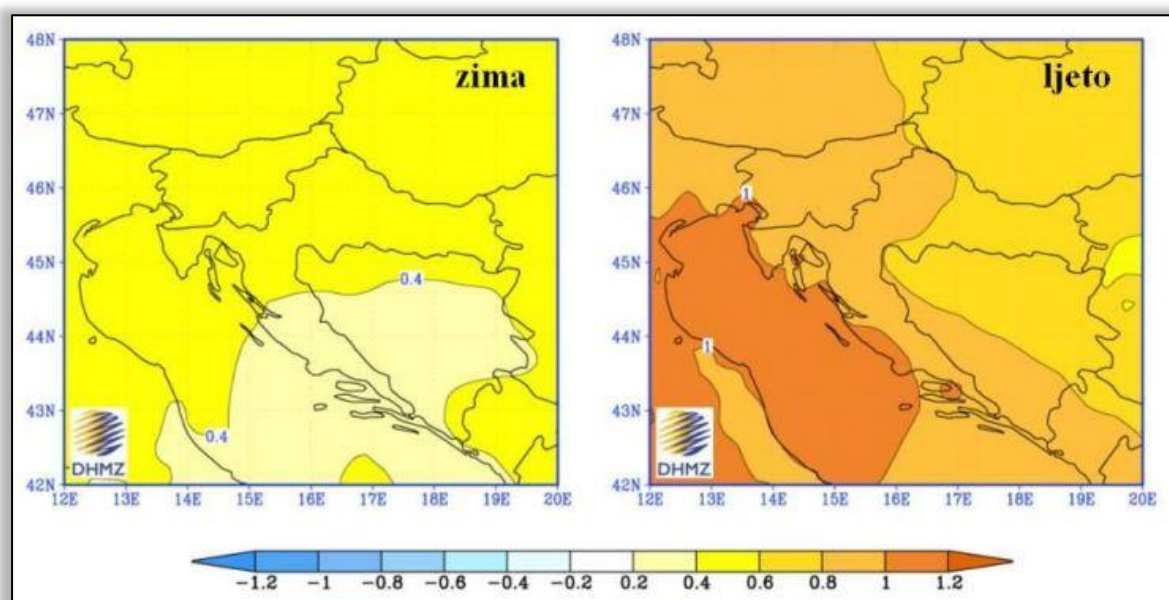 zima
48N
47N
46N
45N
44N
43N
42N
12E 13E 14E 15E 16E 17E 18E 19E 20E
0.4
0.4
DHMZ
ljeto
48N
47N
46N
45N
44N
43N
42N
12E 13E 14E 15E 16E 17E 18E 19E 20E
1
1
DHMZ
-1.2 -1 -0.8 -0.6 -0.4 -0.2 0.2 0.4 0.6 0.8 1 1.2